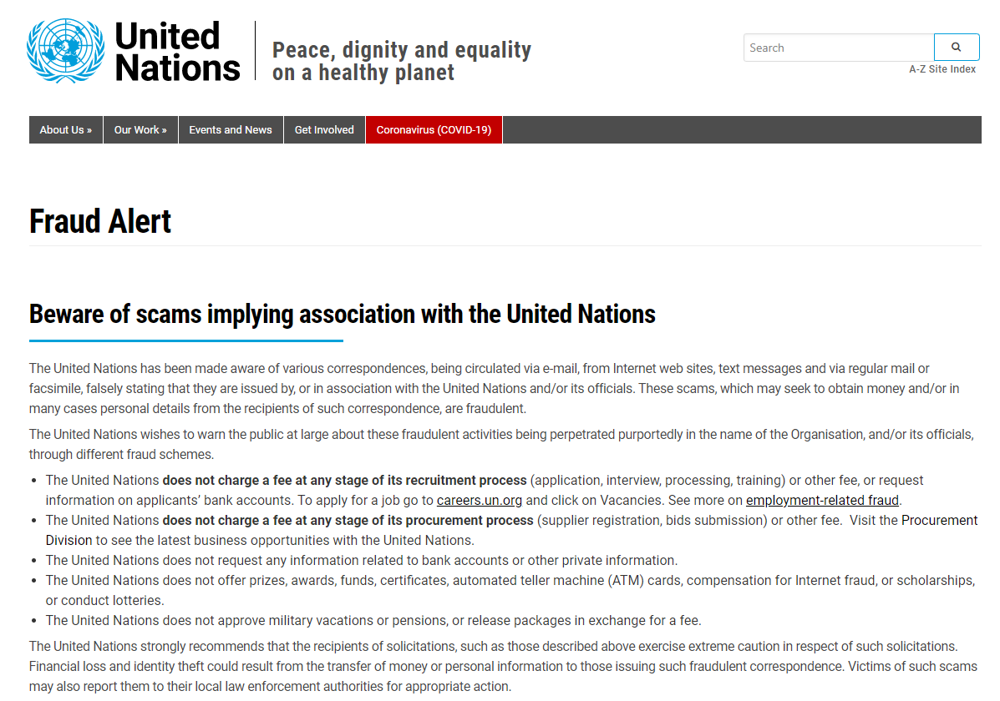 United
Nations
Peace, dignity and equality
on a healthy planet
Search
A-Z Site Index
About Us »
Our Work »
Events and News
Get Involved
Coronavirus (COVID-19)
Fraud Alert
Beware of scams implying association with the United Nations
The United Nations has been made aware of various correspondences, being circulated via e-mail, from Internet web sites, text messages and via regular mail or
facsimile, falsely stating that they are issued by, or in association with the United Nations and/or its officials. These scams, which may seek to obtain money and/or in
many cases personal details from the recipients of such correspondence, are fraudulent.
The United Nations wishes to warn the public at large about these fraudulent activities being perpetrated purportedly in the name of the Organisation, and/or its officials,
through different fraud schemes.
• The United Nations does not charge a fee at any stage of its recruitment process (application, interview, processing, training) or other fee, or request
information on applicants’ bank accounts. To apply for a job go to careers.un.org and click on Vacancies. See more on employment-related fraud.
• The United Nations does not charge a fee at any stage of its procurement process (supplier registration, bids submission) or other fee.  Visit the Procurement
Division to see the latest business opportunities with the United Nations.
• The United Nations does not request any information related to bank accounts or other private information.
• The United Nations does not offer prizes, awards, funds, certificates, automated teller machine (ATM) cards, compensation for Internet fraud, or scholarships,
or conduct lotteries.
• The United Nations does not approve military vacations or pensions, or release packages in exchange for a fee.
The United Nations strongly recommends that the recipients of solicitations, such as those described above exercise extreme caution in respect of such solicitations.
Financial loss and identity theft could result from the transfer of money or personal information to those issuing such fraudulent correspondence. Victims of such scams
may also report them to their local law enforcement authorities for appropriate action.